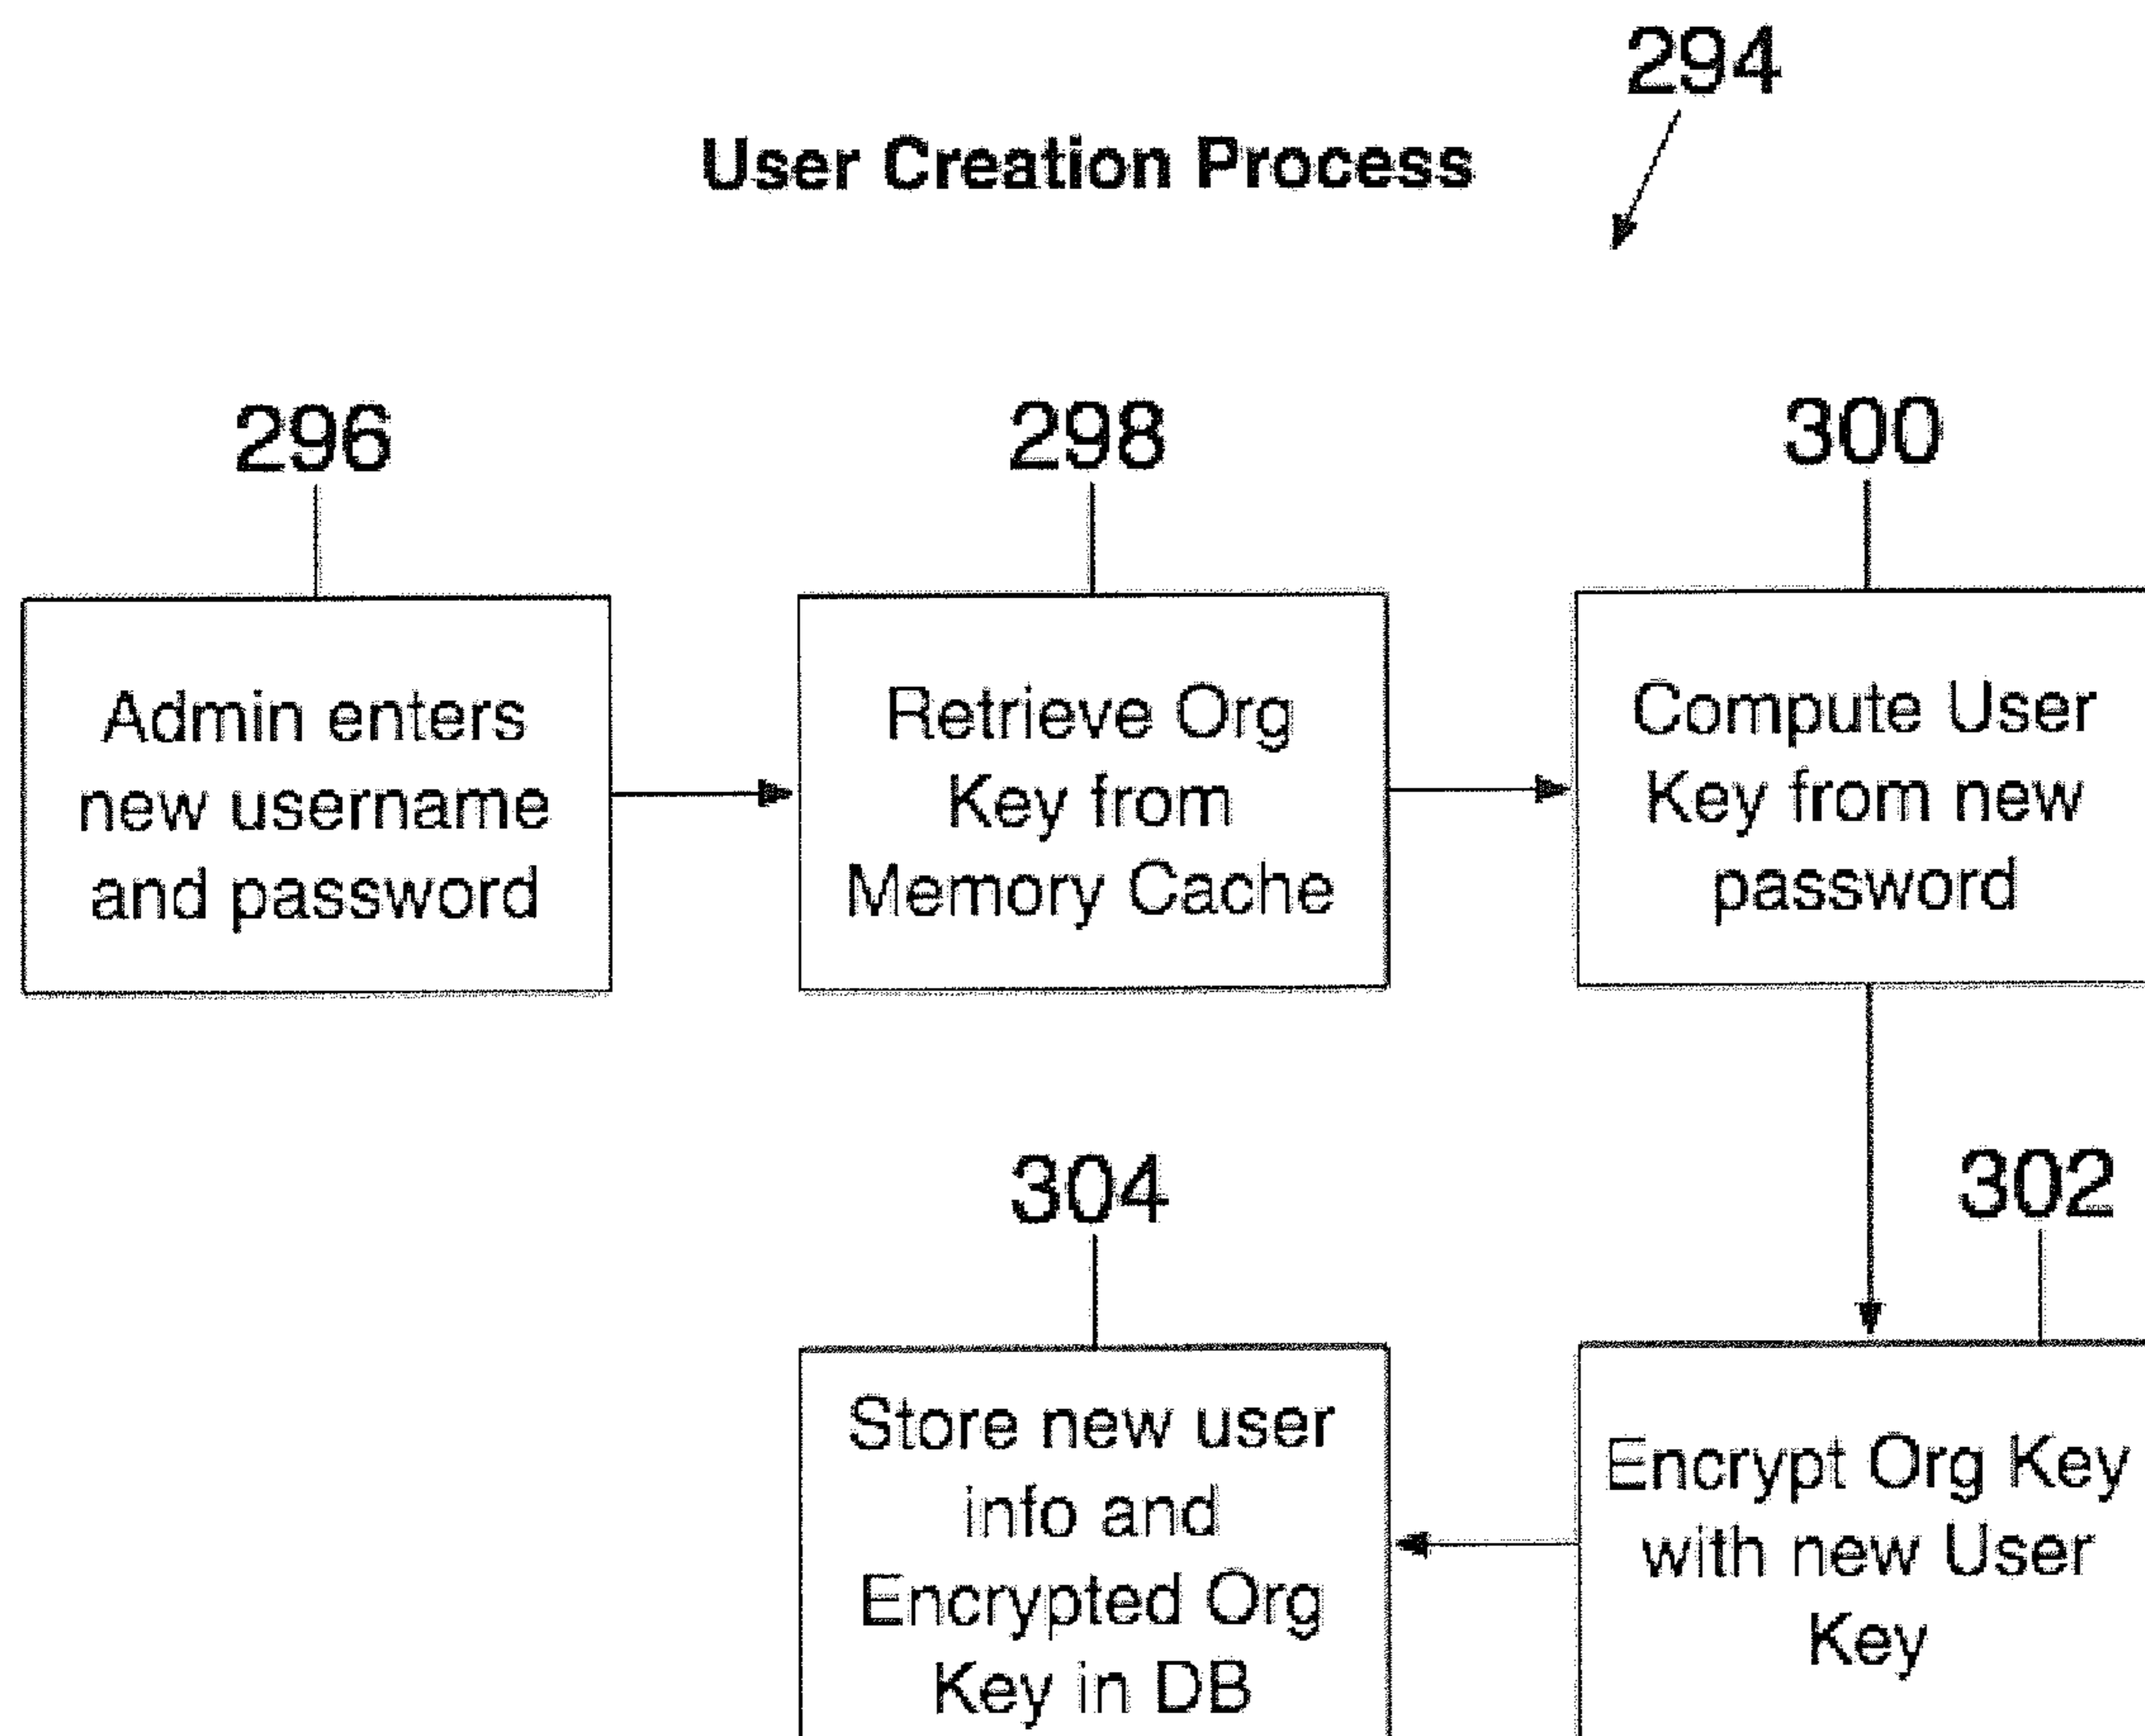 294
User Creation Process
296
298
300
Admin enters
new username
and password
Retrieve Org
Key from
Memory Cache
Compute User
Key from new
password
304
302
Store new user
info and
Encrypted Org
Key in DB
Encrypt Org Key
with new User
Key